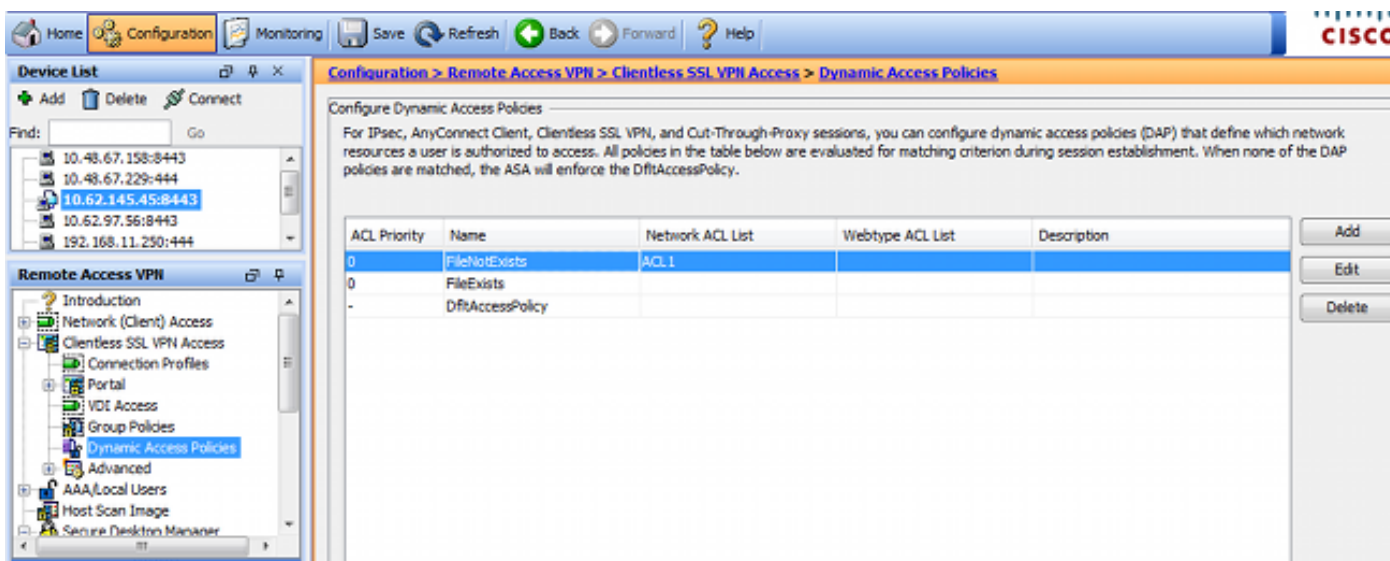 Home Configuration Monitoring Save Refresh Back Forward Help
CISCO
Device List
Add Delete Connect
Find: Go
10.48.67.158:8443
10.48.67.229:444
10.62.145.45:8443
10.62.97.56:8443
192.168.11.250:444
Remote Access VPN
Introduction
Network (Client) Access
Clientless SSL VPN Access
Connection Profiles
Portal
VDI Access
Group Policies
Dynamic Access Policies
Advanced
AAA/Local Users
Host Scan Image
Secure Desktop Manager
Configuration > Remote Access VPN > Clientless SSL VPN Access > Dynamic Access Policies
Configure Dynamic Access Policies
For IPsec, AnyConnect Client, Clientless SSL VPN, and Cut-Through-Proxy sessions, you can configure dynamic access policies (DAP) that define which network
resources a user is authorized to access. All policies in the table below are evaluated for matching criterion during session establishment. When none of the DAP
policies are matched, the ASA will enforce the DfltAccessPolicy.
ACL Priority Name Network ACL List Webtype ACL List Description
0 FileNotExists ACL1
0 FileExists
- DfltAccessPolicy
Add
Edit
Delete